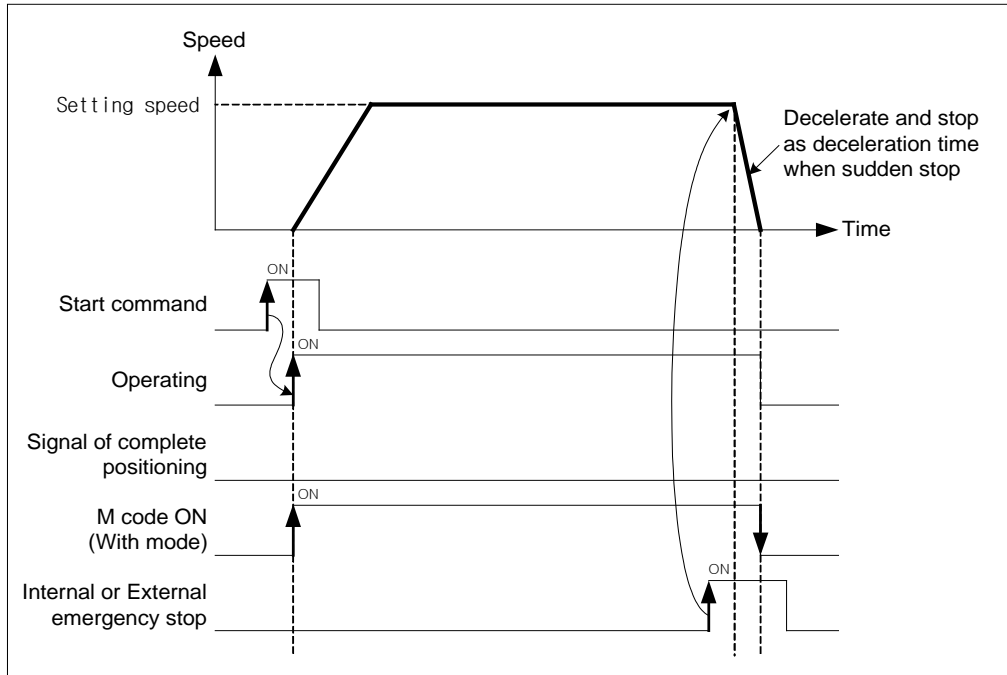 Speed
Setting speed
Decelerate and stop
as deceleration time
when sudden stop
Time
ON
Start command
ON
Operating
Signal of complete
positioning
ON
M code ON
(With mode)
ON
Internal or External
emergency stop